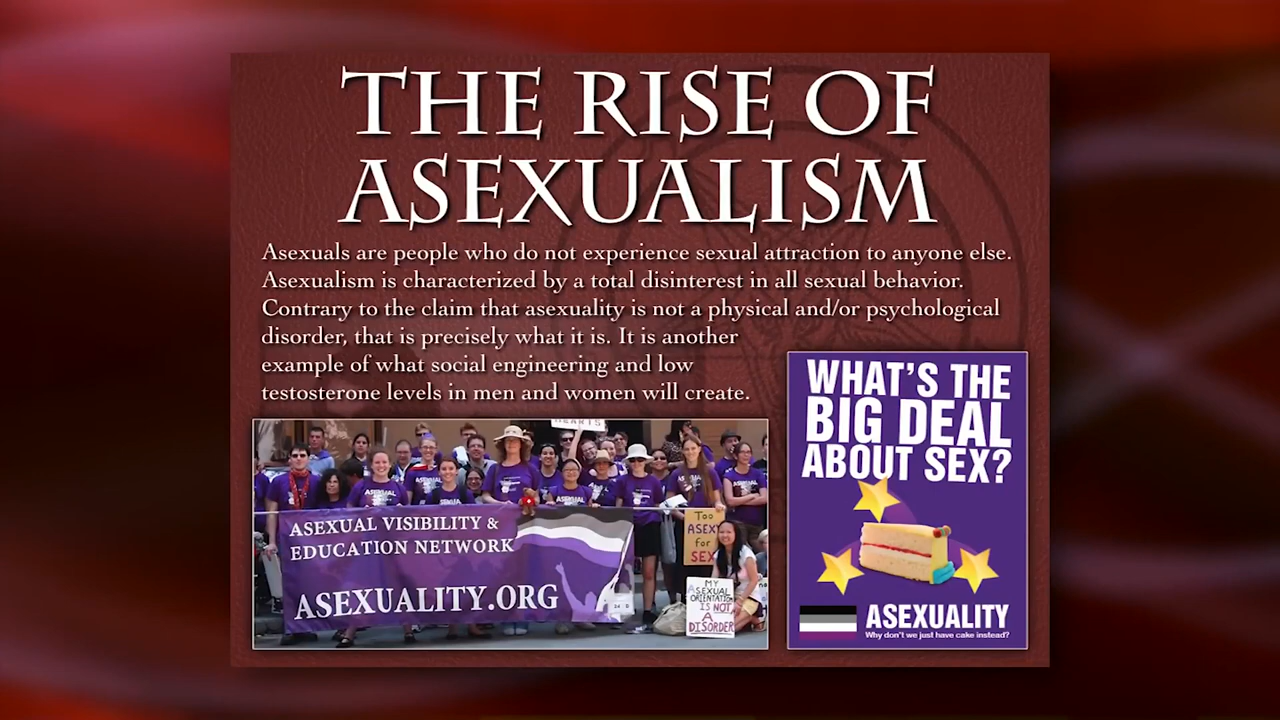 THE RISE OF
ASEXUALISM
Asexuals are people who do not experience sexual attraction to anyone else.
Asexualism is characterized by a total disinterest in all sexual behavior.
Contrary to the claim that asexuality is not a physical and/or psychological
disorder, that is precisely what it is. It is another
example of what social engineering and low
testosterone levels in men and women will create.
HEARTS
ASEXUAL
ASEXUAL VISIBILITY &
EDUCATION NETWORK
ASEXUALITY.ORG
Too
ASEXY
for
SEX
MY
SEXUAL
ORIENTATION
IS NOT
A
DISORDER
WHAT'S THE
BIG DEAL
ABOUT SEX?
ASEXUALITY
Why don't we just have cake instead?